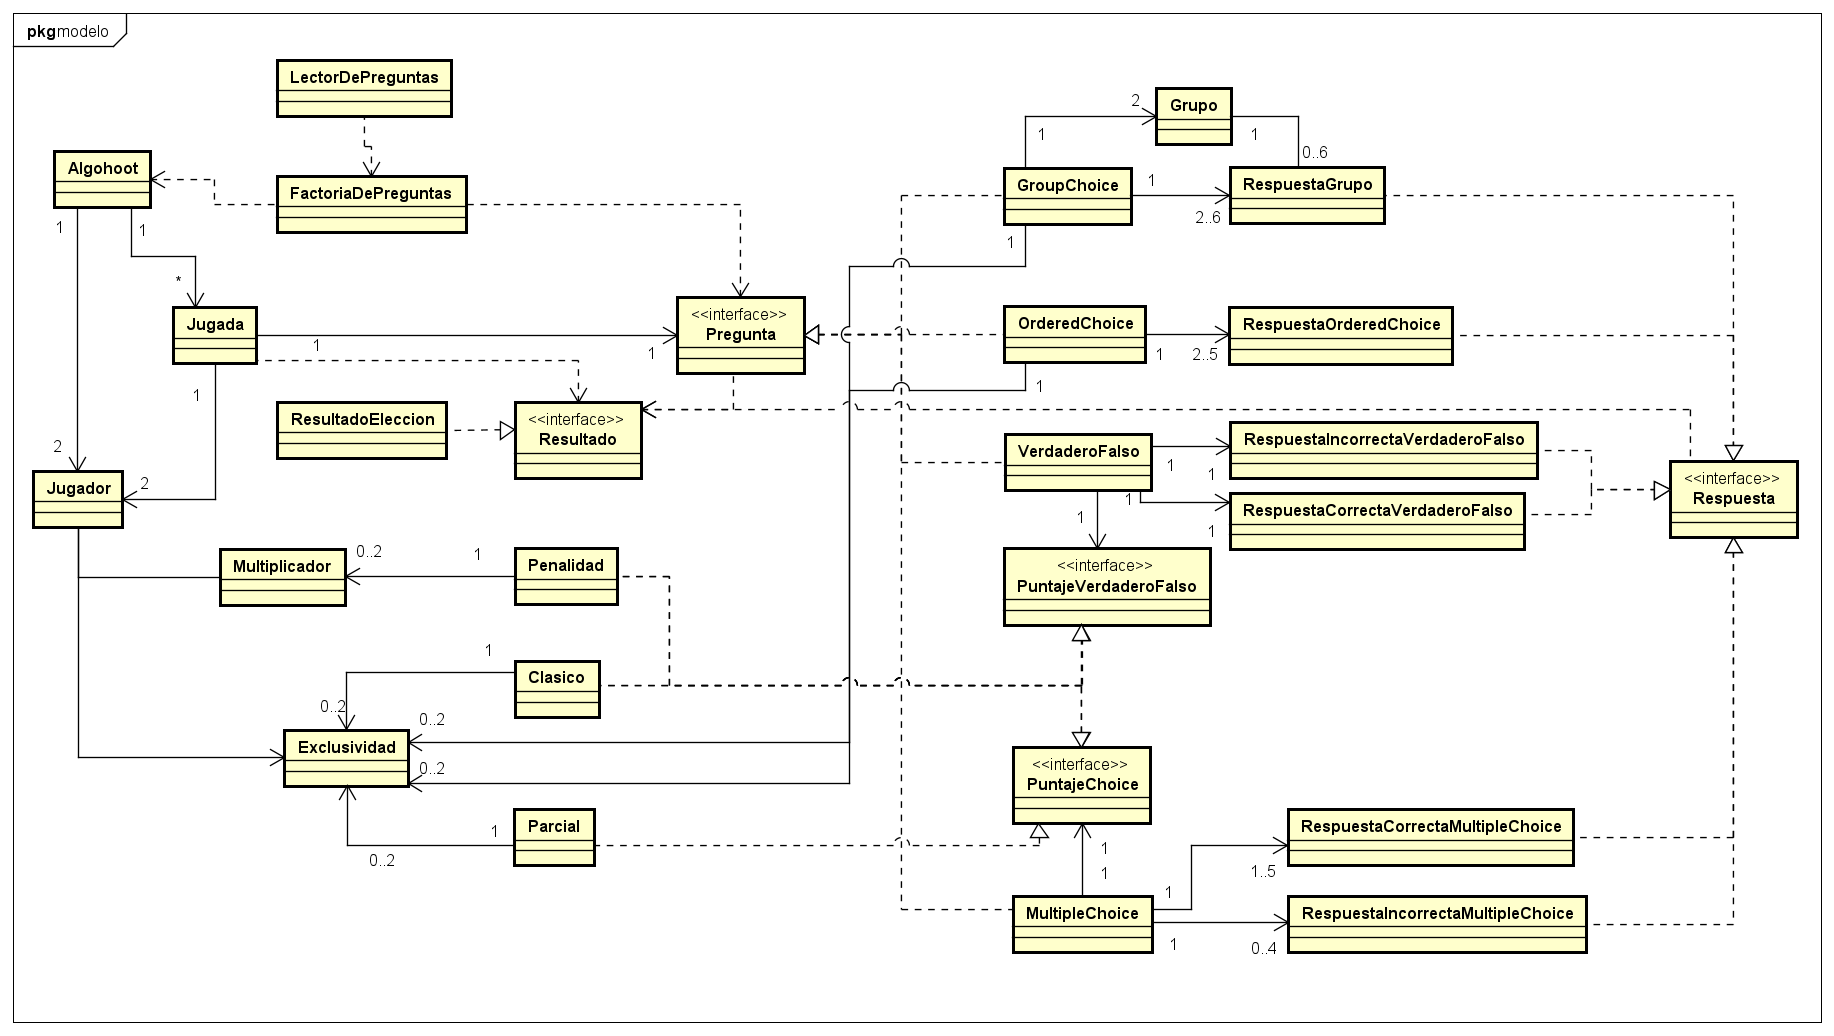 pkg modelo
LectorDePreguntas
Grupo
2
1
1
0..6
Algohoot
FactoriaDePreguntas
GroupChoice
RespuestaGrupo
1
2..6
1
1
1
*
<<interface>>
Pregunta
Jugada
1
1
OrderedChoice
RespuestaOrderedChoice
1
2..5
1
1
ResultadoEleccion
<<interface>>
Resultado
2
VerdaderoFalso
RespuestaIncorrectaVerdaderoFalso
1
1
Jugador
2
1
1
1
RespuestaCorrectaVerdaderoFalso
<<interface>>
Respuesta
Multiplicador
0..2
1
Penalidad
<<interface>>
PuntajeVerdaderoFalso
1
Clasico
0..2
0..2
Exclusividad
0..2
<<interface>>
PuntajeChoice
Parcial
1
0..2
1
1
RespuestaCorrectaMultipleChoice
1..5
1
MultipleChoice
RespuestaIncorrectaMultipleChoice
1
0..4